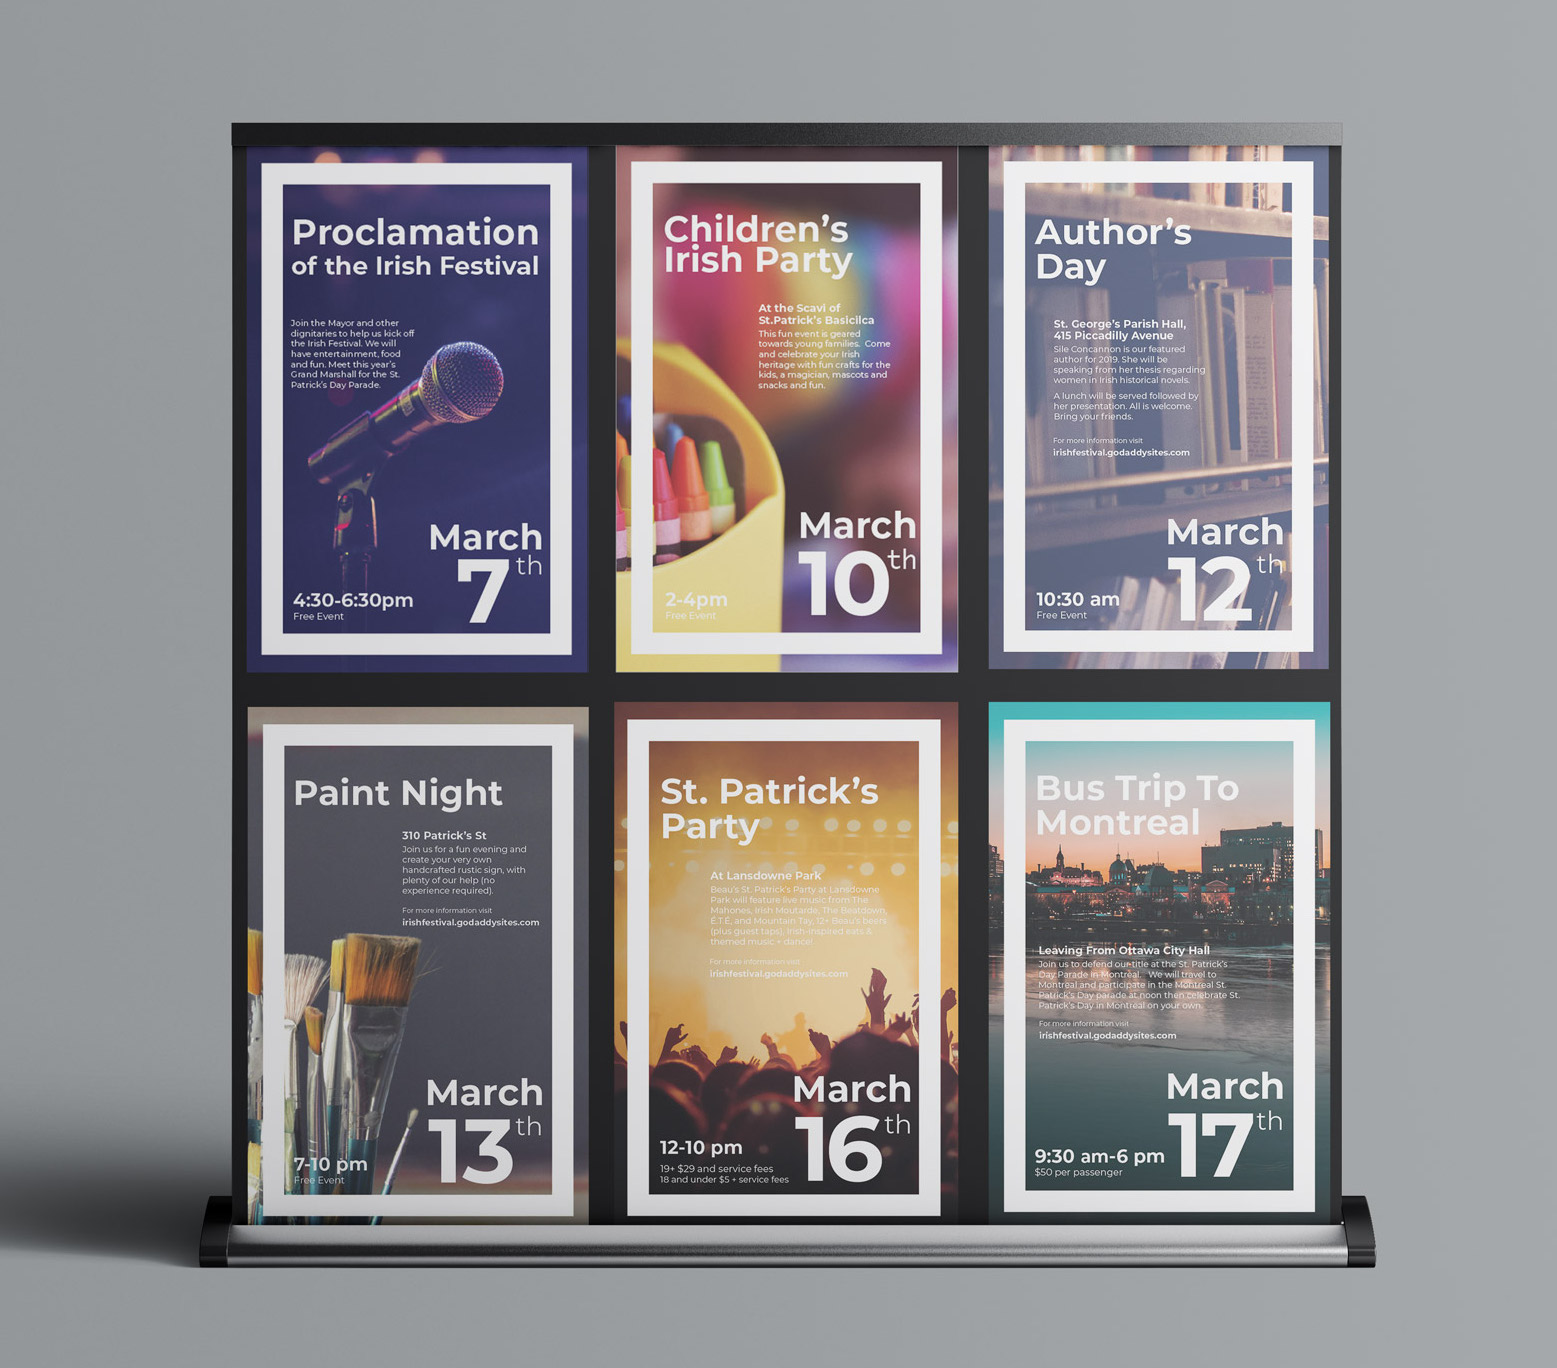 Proclamation
of the Irish Festival
Join the Mayor and other
dignitaries to help us kick off
the Irish Festival. We will
have entertainment, food
and fun. Meet this year's
Grand Marshall for the St.
Patrick's Day Parade.
March
7th
4:30-6:30pm
Free Event
Children's
Irish Party
At the Scavi of
St.Patrick's Basicilca
This fun event is geared
towards young families. Come
and celebrate your Irish
heritage with fun crafts for the
kids, a magician, mascots and
snacks and fun.
March
10th
2-4pm
Free Event
Author's
Day
St. George's Parish Hall,
415 Piccadilly Avenue
Sile Concannon is our featured
author for 2019. She will be
speaking from her thesis regarding
women in Irish historical novels.
A lunch will be served followed by
her presentation. All is welcome.
Bring your friends.
For more information visit
irishfestival.godaddysites.com
March
12th
10:30 am
Free Event
Paint Night
310 Patrick's St
Join us for a fun evening and
create your very own
handcrafted rustic sign, with
plenty of our help (no
experience required).
For more information visit
irishfestival.godaddysites.com
March
13th
7-10 pm
Free Event
St. Patrick's
Party
At Lansdowne Park
Beau's St. Patrick's Party at Lansdowne
Park will feature live music from The
Mahones, Irish Moutarde, The Beatdown,
É.T.É. and Mountain Tay, 12+ Beau's beers
(plus guest taps), Irish-inspired eats &
themed music + dance!
For more information visit
irishfestival.godaddysites.com
March
16th
12-10 pm
19+ $29 and service fees
18 and under $5 + service fees
Bus Trip To
Montreal
Leaving From Ottawa City Hall
Join us to defend our title at the St. Patrick's
Day Parade in Montréal. We will travel to
Montreal and participate in the Montreal St
Patrick's Day parade at noon then celebrate St.
Patrick's Day in Montreal on your own.
For more information visit
irishfestival.godaddysites.com
March
17th
9:30 am-6 pm
$50 per passenger